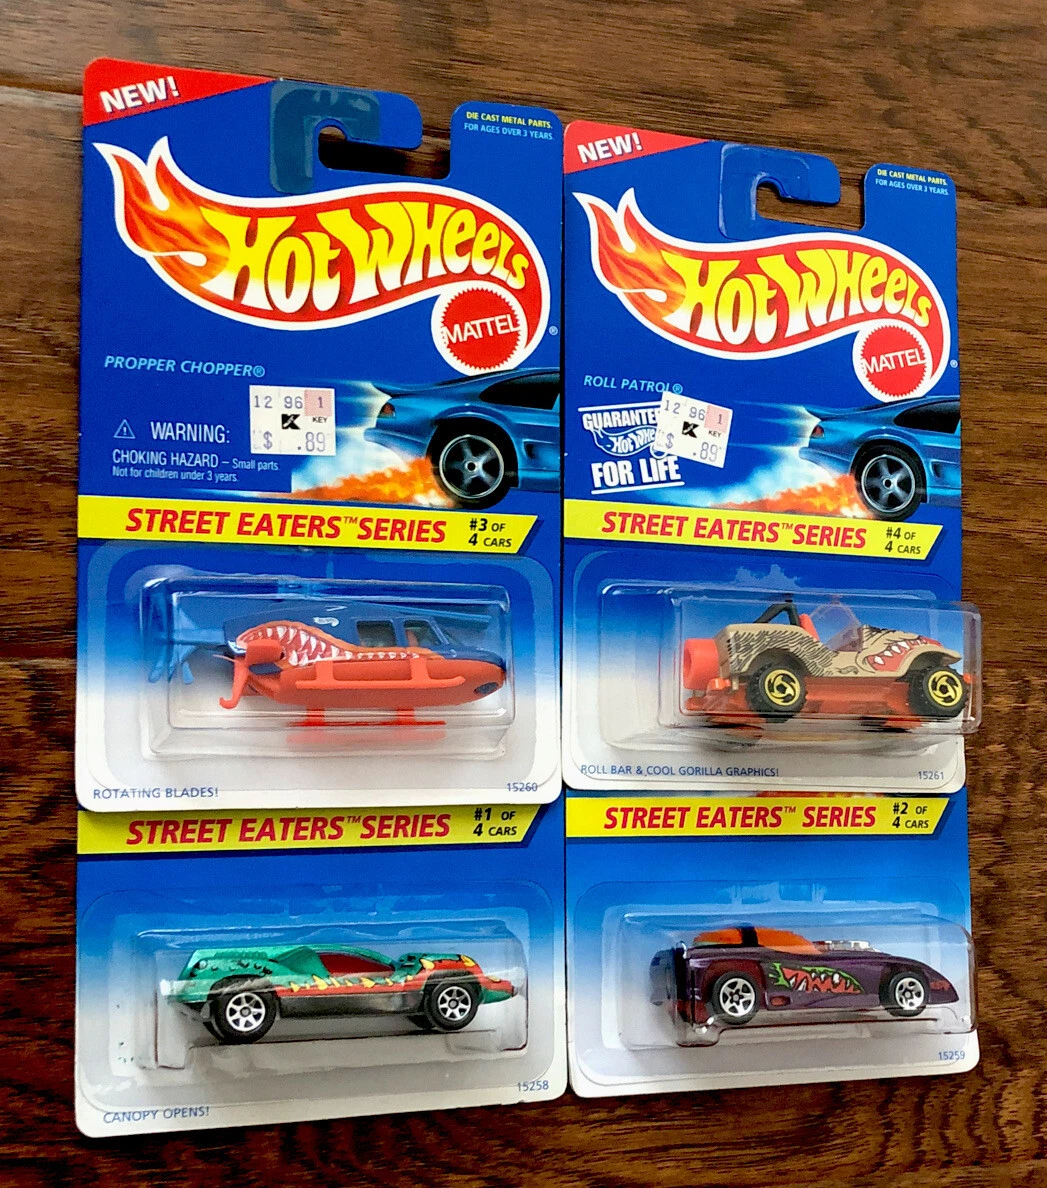 NEW!
DIE CAST METAL PARTS.
FOR AGES OVER 3 YEARS.
HOT WHEELS
MATTEL
®
PROPPER CHOPPER®
12 96 1
K KEY
$ .89
WARNING:
CHOKING HAZARD – Small parts
Not for children under 3 years.
STREET EATERS™ SERIES
#3 OF
4 CARS
ROTATING BLADES!
15260
NEW!
DIE CAST METAL PARTS.
FOR AGES OVER 3 YEARS.
HOT WHEELS
MATTEL
®
ROLL PATROL®
12 96 1
K KEY
$ .89
Hot Whe
FOR LIFE
STREET EATERS™ SERIES
#4 OF
4 CARS
ROLL BAR & COOL GORILLA GRAPHICS!
15261
STREET EATERS™ SERIES
#1 OF
4 CARS
15258
CANOPY OPENS!
STREET EATERS™ SERIES
#2 OF
4 CARS
15259